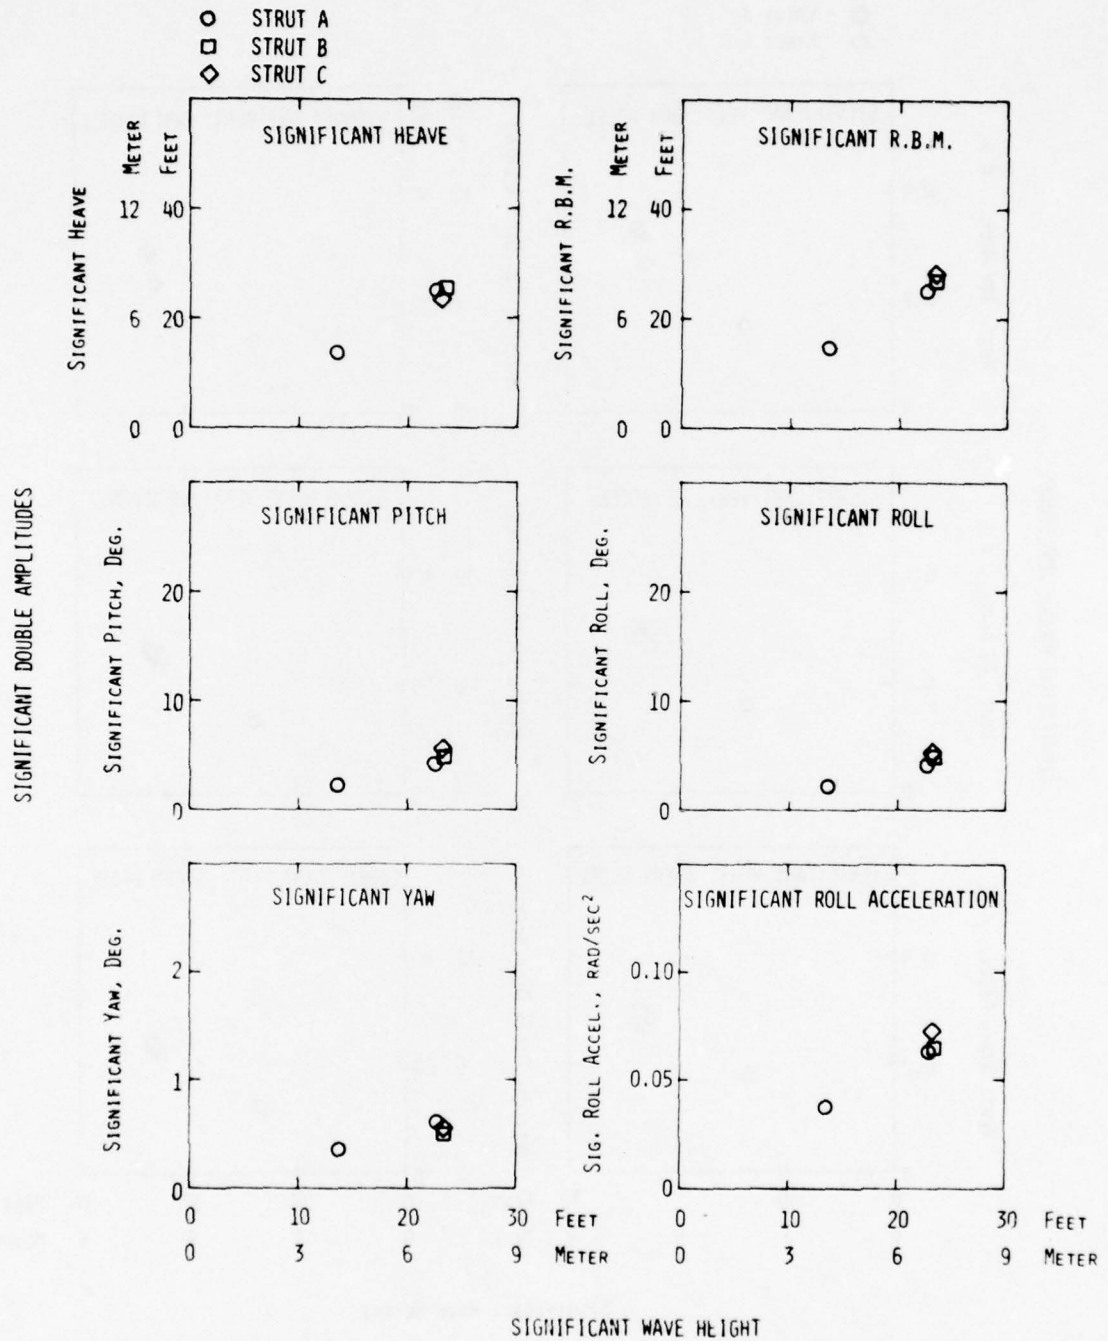 STRUT A
STRUT B
STRUT C
SIGNIFICANT DOUBLE AMPLITUDES
SIGNIFICANT HEAVE
METER
FEET
SIGNIFICANT HEAVE
12 40
6 20
0 0
SIGNIFICANT R.B.M.
METER
FEET
SIGNIFICANT R.B.M.
12 40
6 20
0 0
SIGNIFICANT PITCH, DEG.
SIGNIFICANT PITCH
20
10
0
SIGNIFICANT ROLL, DEG.
SIGNIFICANT ROLL
20
10
0
SIGNIFICANT YAW, DEG.
SIGNIFICANT YAW
2
1
0
0 10 20 30 FEET
0 3 6 9 METER
SIG. ROLL ACCEL., RAD/SEC²
SIGNIFICANT ROLL ACCELERATION
0.10
0.05
0
0 10 20 30 FEET
0 3 6 9 METER
SIGNIFICANT WAVE HEIGHT